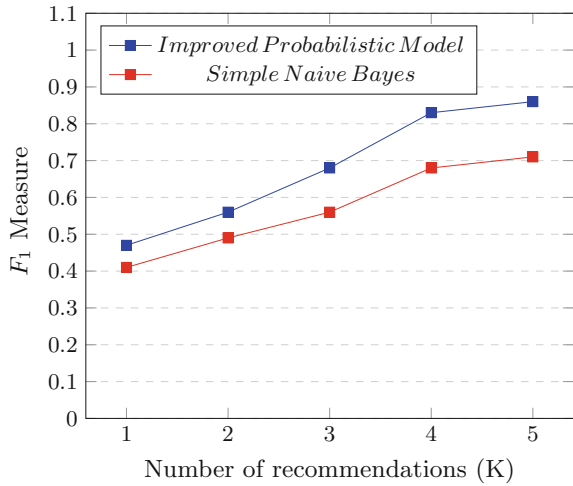 1.1
1
0.9
0.8
0.7
0.6
0.5
0.4
0.3
0.2
0.1
0
F1 Measure
Improved Probabilistic Model
Simple Naive Bayes
1 2 3 4 5
Number of recommendations (K)